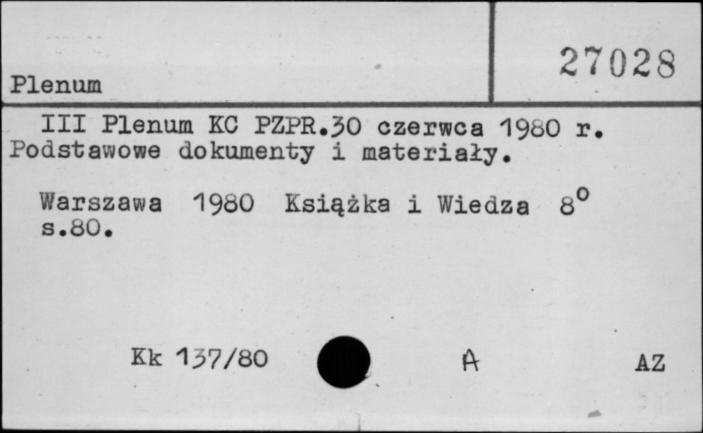 27028
Plenum
III Plenum KC PZPR.30 czerwca 1980 r.
Podstawowe dokumenty i materiały.
Warszawa 1980 Książka i Wiedza 8°
s.80.
Kk 137/80 A AZ